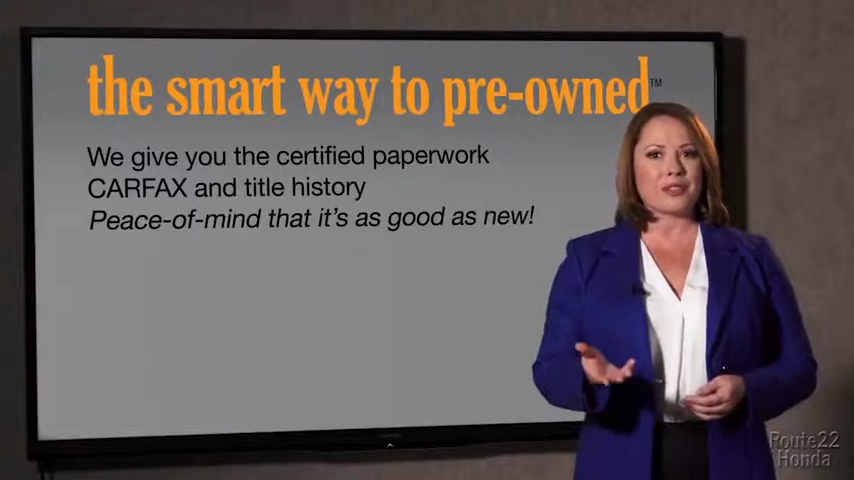 the smart way to pre-owned™
We give you the certified paperwork
CARFAX and title history
Peace-of-mind that it's as good as new!
Route22
Honda